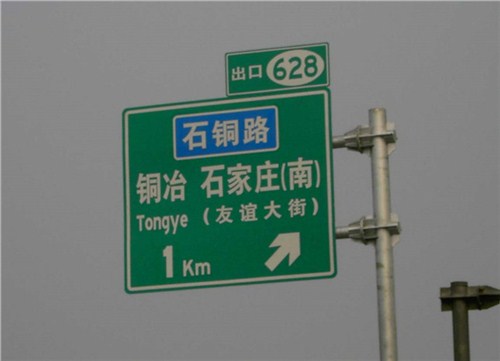 出口 628
石铜路
铜冶 石家庄(南)
Tongye (友谊大街)
1 Km